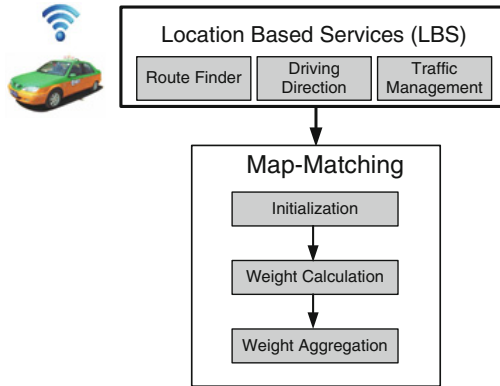 Location Based Services (LBS)
Route Finder
Driving
Direction
Traffic
Management
Map-Matching
Initialization
Weight Calculation
Weight Aggregation